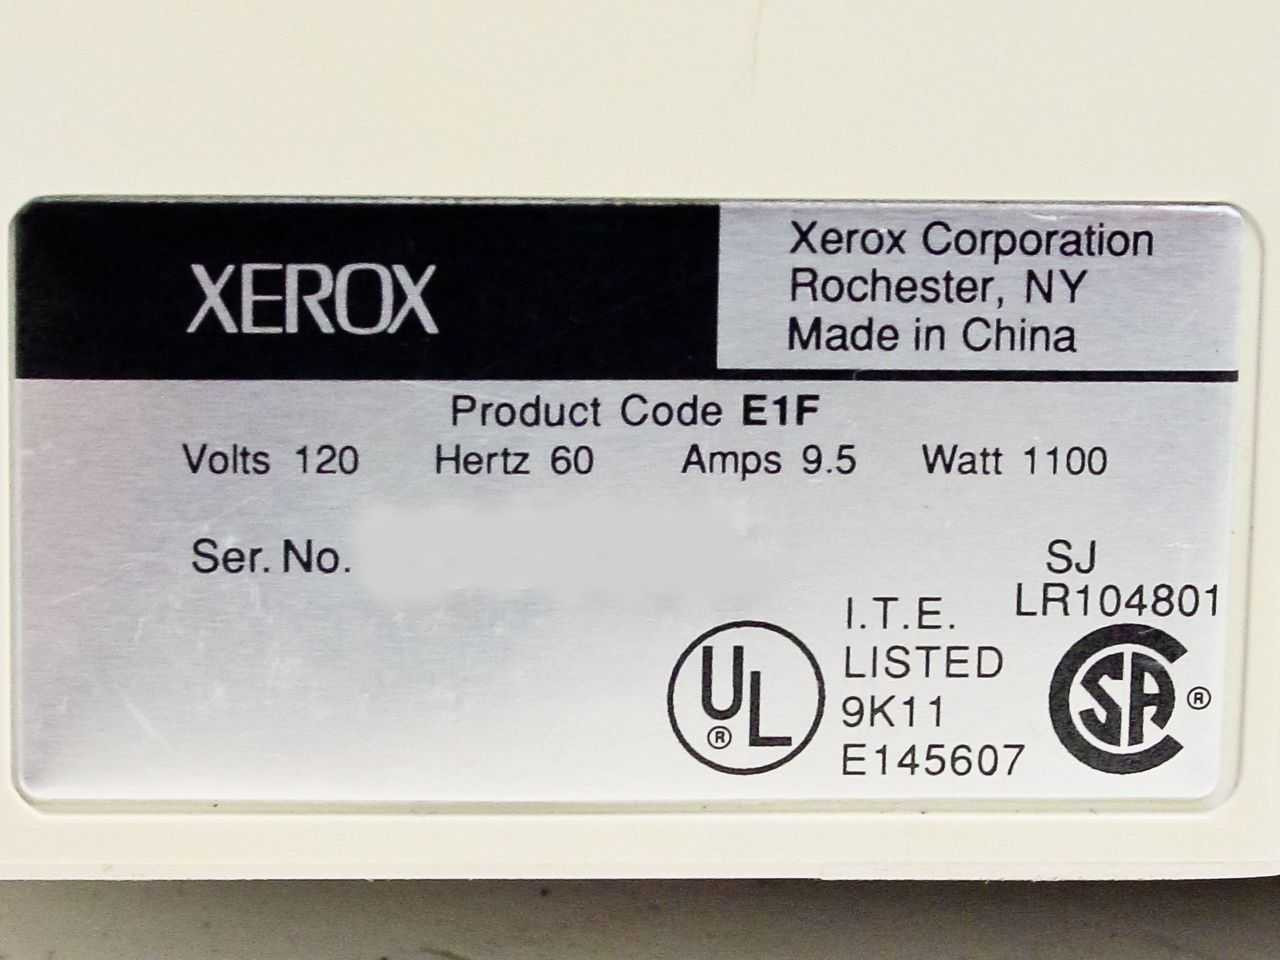 XEROX
Xerox Corporation
Rochester, NY
Made in China
Product Code E1F
Volts 120 Hertz 60 Amps 9.5 Watt 1100
Ser. No.
SJ
LR104801
UL ®
I.T.E.
LISTED
9K11
E145607
CSA ®